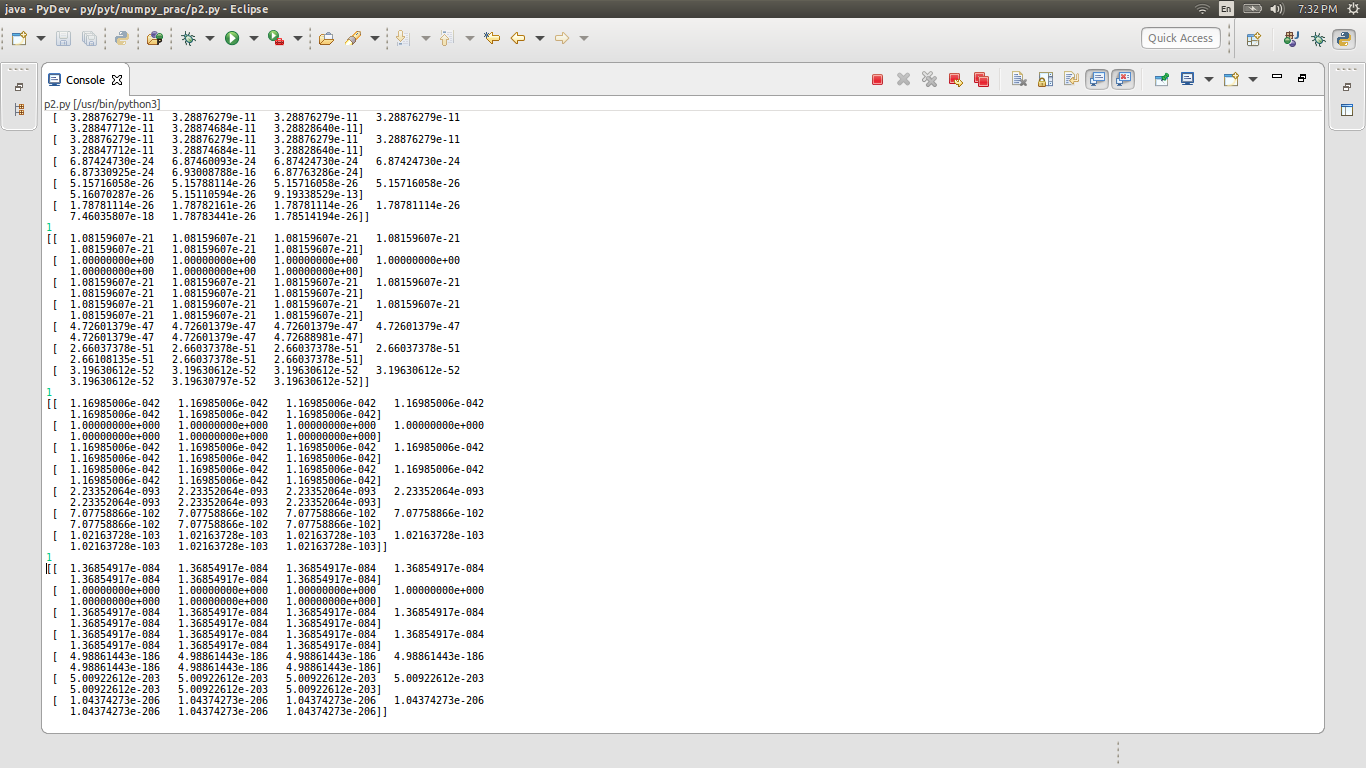 java - PyDev - py/pyt/numpy_prac/p2.py - Eclipse
En
7:32 PM
Quick Access
Console
p2.py [/usr/bin/python3]
[ 3.28876279e-11 3.28876279e-11 3.28876279e-11 3.28876279e-11
3.28847712e-11 3.28874684e-11 3.28828640e-11]
[ 3.28876279e-11 3.28876279e-11 3.28876279e-11 3.28876279e-11
3.28847712e-11 3.28874684e-11 3.28828640e-11]
[ 6.87424730e-24 6.87460093e-24 6.87424730e-24 6.87424730e-24
6.87330925e-24 6.93008788e-16 6.87763286e-24]
[ 5.15716058e-26 5.15788114e-26 5.15716058e-26 5.15716058e-26
5.16070287e-26 5.15110594e-26 9.19338529e-13]
[ 1.78781114e-26 1.78782161e-26 1.78781114e-26 1.78781114e-26
7.46035807e-18 1.78783441e-26 1.78514194e-26]]
1
[[ 1.08159607e-21 1.08159607e-21 1.08159607e-21 1.08159607e-21
1.08159607e-21 1.08159607e-21 1.08159607e-21]
[ 1.00000000e+00 1.00000000e+00 1.00000000e+00 1.00000000e+00
1.00000000e+00 1.00000000e+00 1.00000000e+00]
[ 1.08159607e-21 1.08159607e-21 1.08159607e-21 1.08159607e-21
1.08159607e-21 1.08159607e-21 1.08159607e-21]
[ 1.08159607e-21 1.08159607e-21 1.08159607e-21 1.08159607e-21
1.08159607e-21 1.08159607e-21 1.08159607e-21]
[ 4.72601379e-47 4.72601379e-47 4.72601379e-47 4.72601379e-47
4.72601379e-47 4.72601379e-47 4.72688981e-47]
[ 2.66037378e-51 2.66037378e-51 2.66037378e-51 2.66037378e-51
2.66108135e-51 2.66037378e-51 2.66037378e-51]
[ 3.19630612e-52 3.19630612e-52 3.19630612e-52 3.19630612e-52
3.19630612e-52 3.19630797e-52 3.19630612e-52]]
1
[[ 1.16985006e-042 1.16985006e-042 1.16985006e-042 1.16985006e-042
1.16985006e-042 1.16985006e-042 1.16985006e-042]
[ 1.00000000e+000 1.00000000e+000 1.00000000e+000 1.00000000e+000
1.00000000e+000 1.00000000e+000 1.00000000e+000]
[ 1.16985006e-042 1.16985006e-042 1.16985006e-042 1.16985006e-042
1.16985006e-042 1.16985006e-042 1.16985006e-042]
[ 1.16985006e-042 1.16985006e-042 1.16985006e-042 1.16985006e-042
1.16985006e-042 1.16985006e-042 1.16985006e-042]
[ 2.23352064e-093 2.23352064e-093 2.23352064e-093 2.23352064e-093
2.23352064e-093 2.23352064e-093 2.23352064e-093]
[ 7.07758866e-102 7.07758866e-102 7.07758866e-102 7.07758866e-102
7.07758866e-102 7.07758866e-102 7.07758866e-102]
[ 1.02163728e-103 1.02163728e-103 1.02163728e-103 1.02163728e-103
1.02163728e-103 1.02163728e-103 1.02163728e-103]]
1
[[ 1.36854917e-084 1.36854917e-084 1.36854917e-084 1.36854917e-084
1.36854917e-084 1.36854917e-084 1.36854917e-084]
[ 1.00000000e+000 1.00000000e+000 1.00000000e+000 1.00000000e+000
1.00000000e+000 1.00000000e+000 1.00000000e+000]
[ 1.36854917e-084 1.36854917e-084 1.36854917e-084 1.36854917e-084
1.36854917e-084 1.36854917e-084 1.36854917e-084]
[ 1.36854917e-084 1.36854917e-084 1.36854917e-084 1.36854917e-084
1.36854917e-084 1.36854917e-084 1.36854917e-084]
[ 4.98861443e-186 4.98861443e-186 4.98861443e-186 4.98861443e-186
4.98861443e-186 4.98861443e-186 4.98861443e-186]
[ 5.00922612e-203 5.00922612e-203 5.00922612e-203 5.00922612e-203
5.00922612e-203 5.00922612e-203 5.00922612e-203]
[ 1.04374273e-206 1.04374273e-206 1.04374273e-206 1.04374273e-206
1.04374273e-206 1.04374273e-206 1.04374273e-206]]